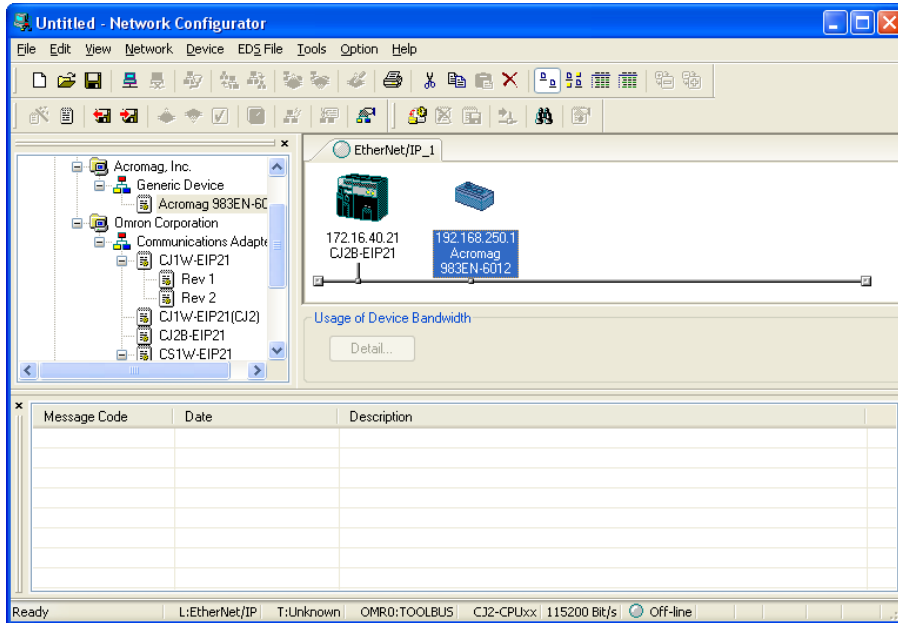 Untitled - Network Configurator
File Edit View Network Device EDS File Tools Option Help
Acromag, Inc.
Generic Device
Acromag 983EN-60
Omron Corporation
Communications Adapte
CJ1W-EIP21
Rev 1
Rev 2
CJ1W-EIP21(CJ2)
CJ2B-EIP21
CS1W-EIP21
EtherNet/IP_1
172.16.40.21
CJ2B-EIP21
192.168.250.1
Acromag
983EN-6012
Usage of Device Bandwidth
Detail...
Message Code Date Description
Ready L:EtherNet/IP T:Unknown OMR0:TOOLBUS CJ2-CPUxx 115200 Bit/s Off-line